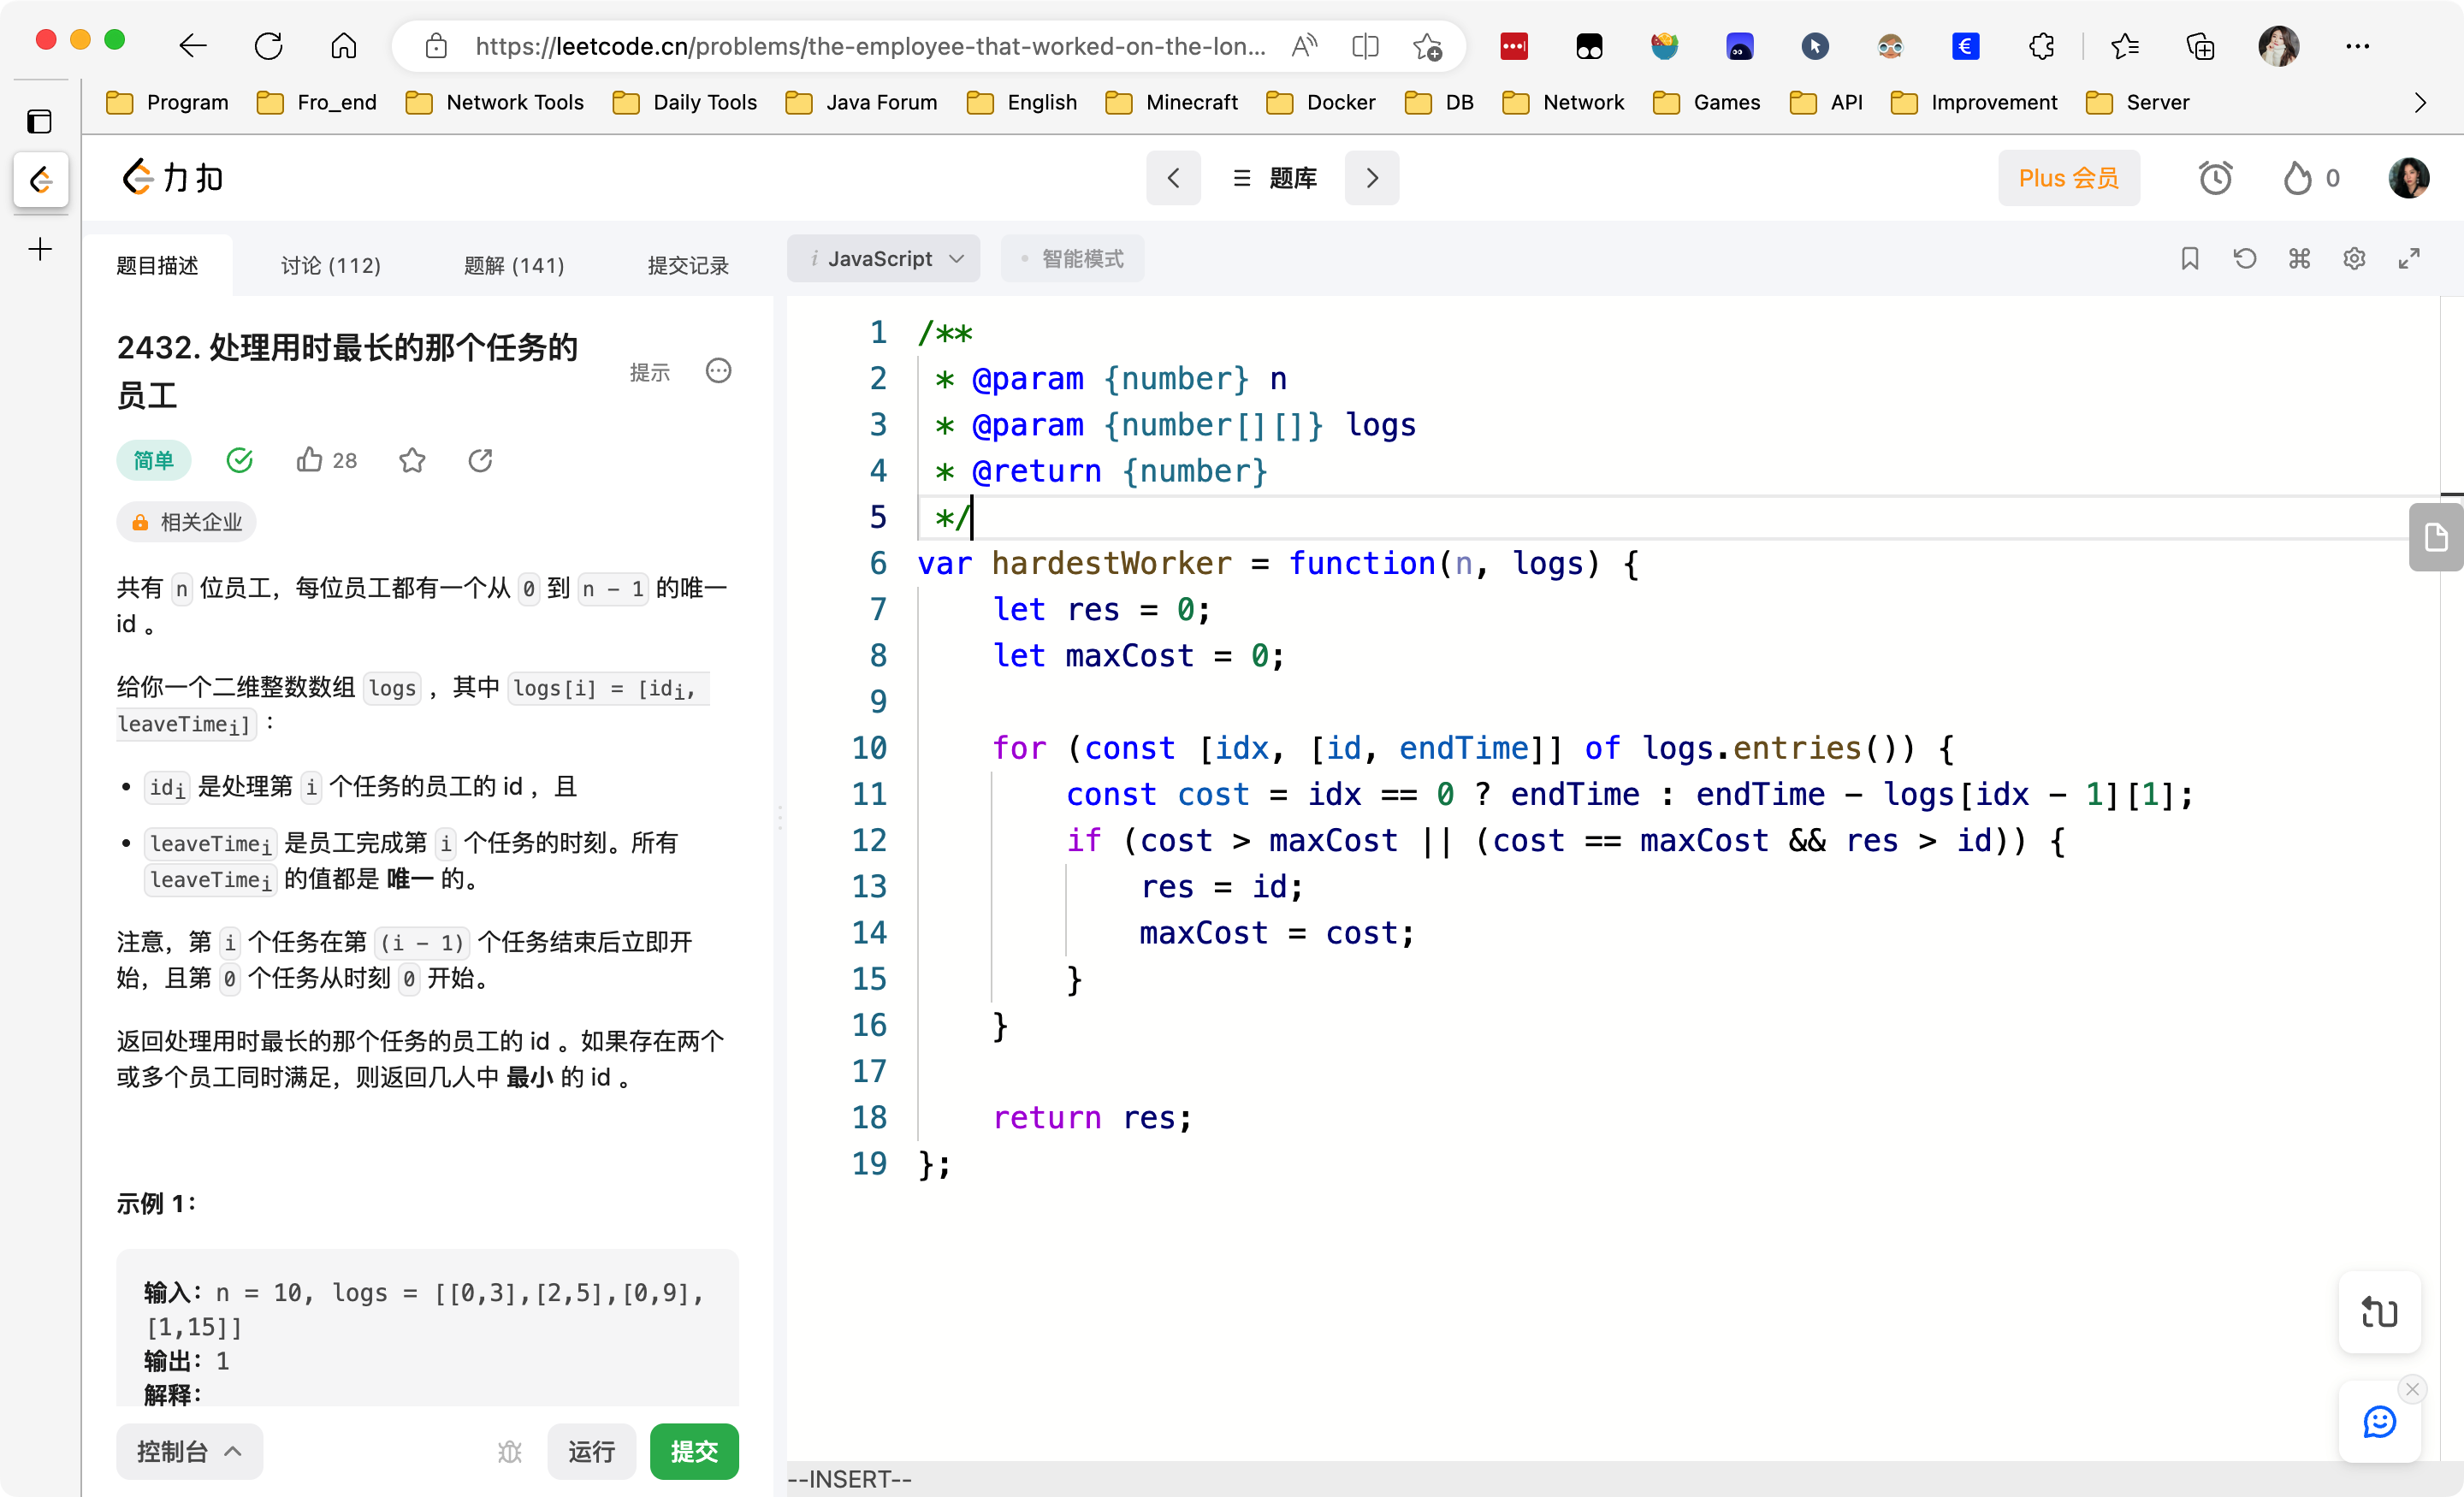 https://leetcode.cn/problems/the-employee-that-worked-on-the-lon...
Program Fro_end Network Tools Daily Tools Java Forum English Minecraft Docker DB Network Games API Improvement Server
力扣
题库
Plus 会员
0
题目描述 讨论 (112) 题解 (141) 提交记录
2432. 处理用时最长的那个任务的
员工
提示
简单 28
相关企业
共有 n 位员工，每位员工都有一个从 0 到 n - 1 的唯一
id 。
给你一个二维整数数组 logs ，其中 logs[i] = [idi,
leaveTimei] ：
• idi 是处理第 i 个任务的员工的 id ，且
• leaveTimei 是员工完成第 i 个任务的时刻。所有
leaveTimei 的值都是 唯一 的。
注意，第 i 个任务在第 (i - 1) 个任务结束后立即开
始，且第 0 个任务从时刻 0 开始。
返回处理用时最长的那个任务的员工的 id 。如果存在两个
或多个员工同时满足，则返回几人中 最小 的 id 。
示例 1：
输入：n = 10, logs = [[0,3],[2,5],[0,9],
[1,15]]
输出：1
解释：
控制台 运行 提交
i JavaScript 智能模式
1 /**
2  * @param {number} n
3  * @param {number[][]} logs
4  * @return {number}
5  */
6 var hardestWorker = function(n, logs) {
7     let res = 0;
8     let maxCost = 0;
9
10     for (const [idx, [id, endTime]] of logs.entries()) {
11         const cost = idx == 0 ? endTime : endTime - logs[idx - 1][1];
12         if (cost > maxCost || (cost == maxCost && res > id)) {
13             res = id;
14             maxCost = cost;
15         }
16     }
17
18     return res;
19 };
--INSERT--